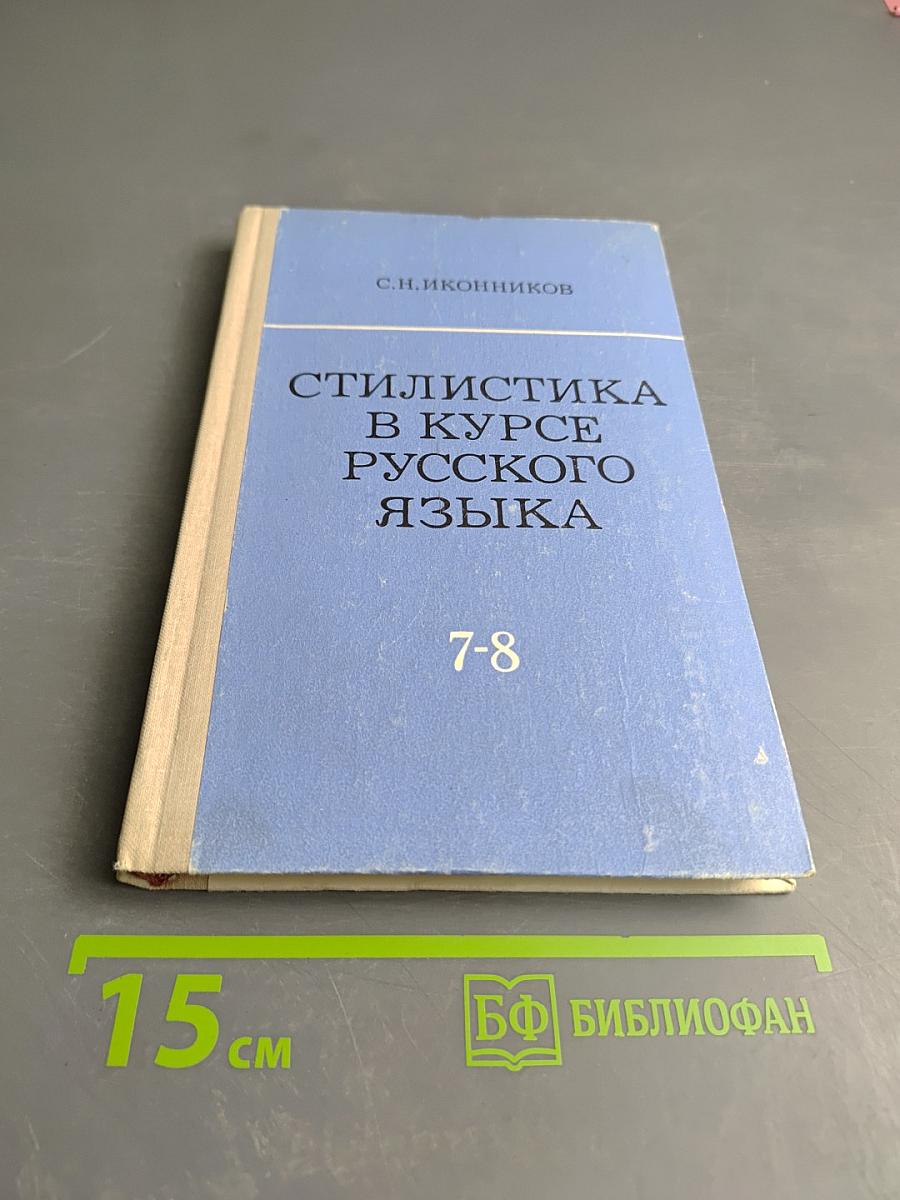 С.Н.ИКОННИКОВ
СТИЛИСТИКА
В КУРСЕ
РУССКОГО
ЯЗЫКА
7-8
15 см
БФ БИБЛИОФАН